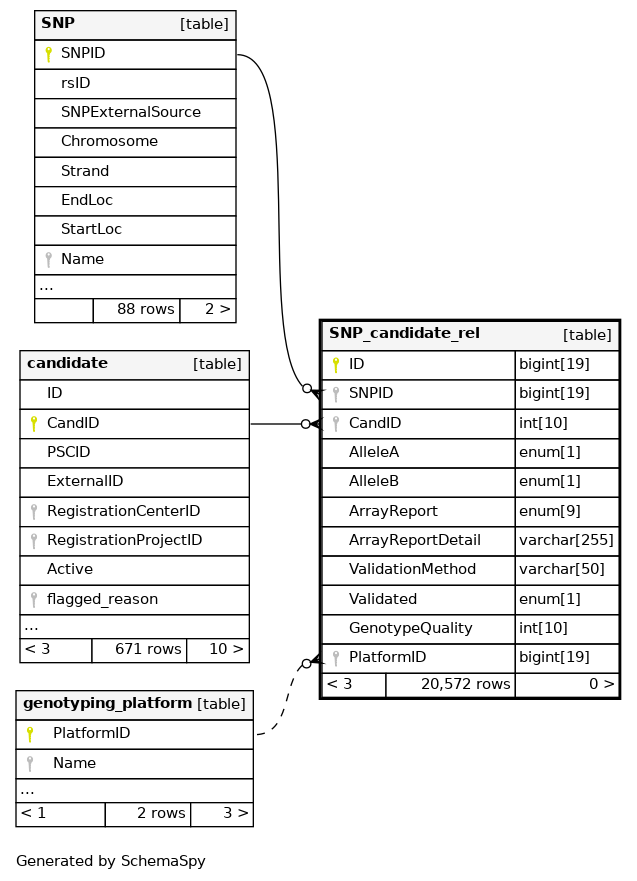 SNP [table]
SNPID
rsID
SNPExternalSource
Chromosome
Strand
EndLoc
StartLoc
Name
...
88 rows 2 >
candidate [table]
ID
CandID
PSCID
ExternalID
RegistrationCenterID
RegistrationProjectID
Active
flagged_reason
...
< 3 671 rows 10 >
genotyping_platform [table]
PlatformID
Name
...
< 1 2 rows 3 >
SNP_candidate_rel [table]
ID bigint[19]
SNPID bigint[19]
CandID int[10]
AlleleA enum[1]
AlleleB enum[1]
ArrayReport enum[9]
ArrayReportDetail varchar[255]
ValidationMethod varchar[50]
Validated enum[1]
GenotypeQuality int[10]
PlatformID bigint[19]
< 3 20,572 rows 0 >
Generated by SchemaSpy